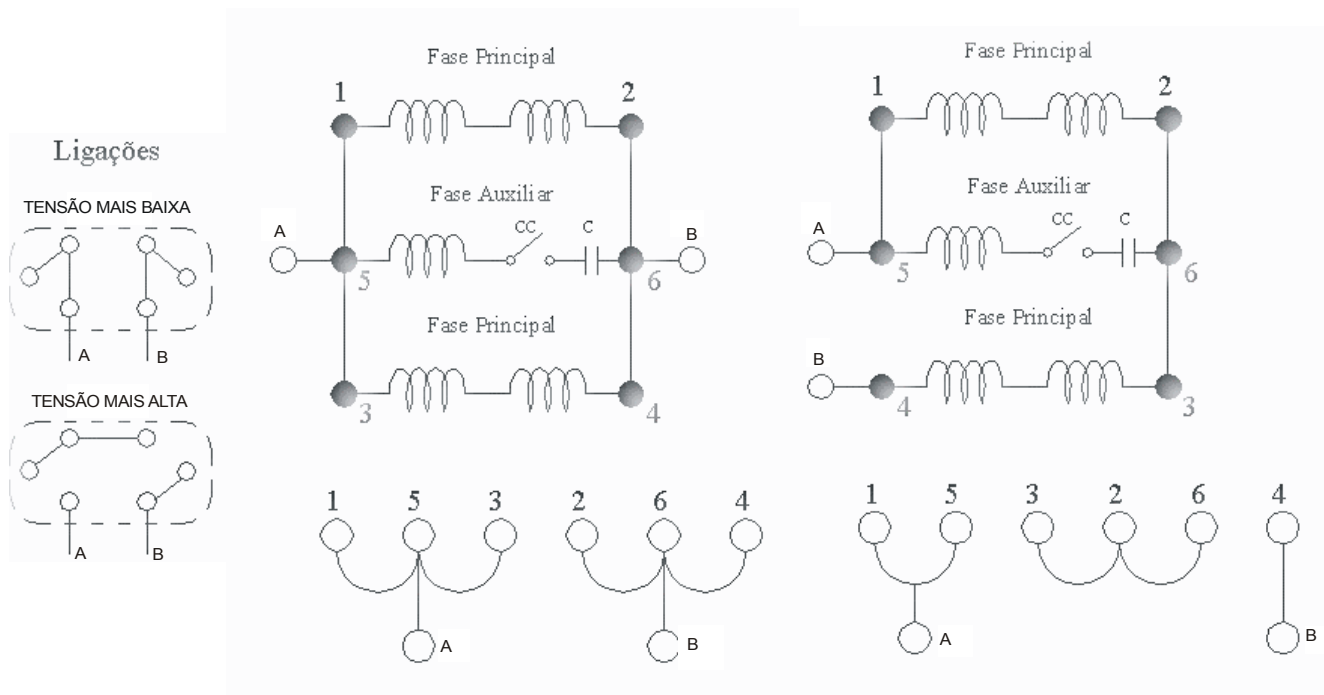 Ligações
TENSÃO MAIS BAIXA
A B
TENSÃO MAIS ALTA
A B
Fase Principal
1 2
Fase Auxiliar
A CC C B
5 6
Fase Principal
3 4
1 5 3 2 6 4
A B
Fase Principal
1 2
Fase Auxiliar
A CC C
5 6
Fase Principal
B
4 3
1 5 3 2 6 4
A B